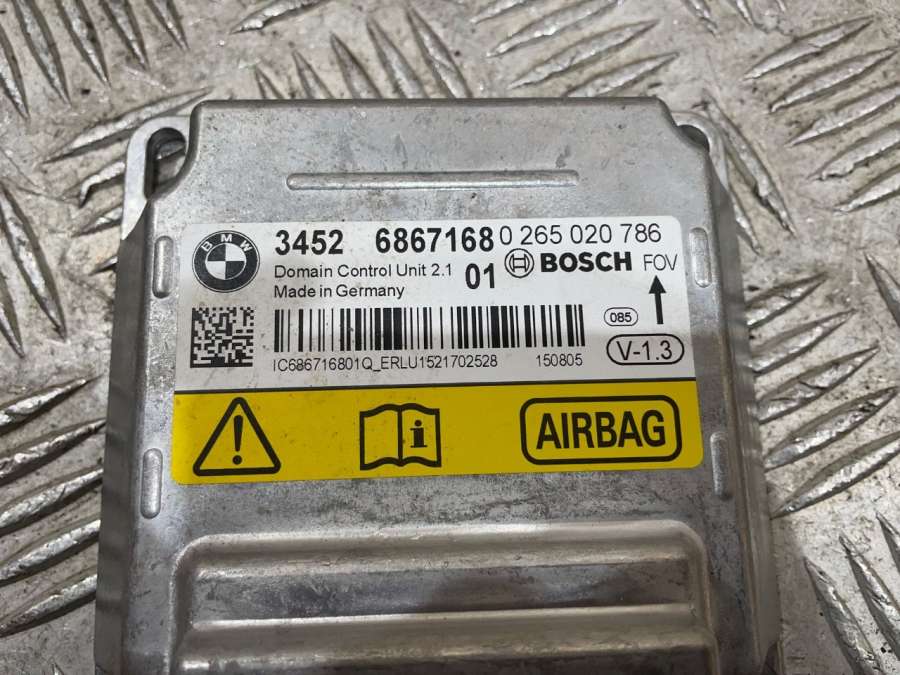 BMW
3452 6867168 0 265 020 786
Domain Control Unit 2.1 01 BOSCH FOV
Made in Germany
085
V-1.3
IC686716801Q_ERLU1521702528 150805
AIRBAG